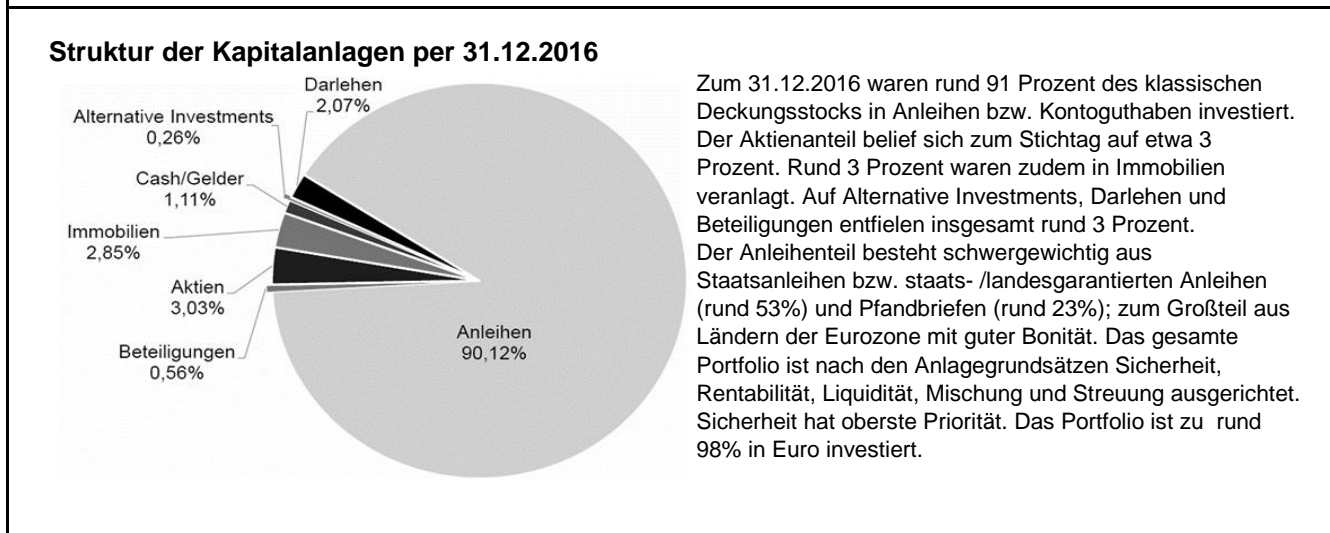 Struktur der Kapitalanlagen per 31.12.2016
Darlehen
2,07%
Alternative Investments
0,26%
Cash/Gelder
1,11%
Immobilien
2,85%
Aktien
3,03%
Beteiligungen
0,56%
Anleihen
90,12%
Zum 31.12.2016 waren rund 91 Prozent des klassischen
Deckungsstocks in Anleihen bzw. Kontoguthaben investiert.
Der Aktienanteil belief sich zum Stichtag auf etwa 3
Prozent. Rund 3 Prozent waren zudem in Immobilien
veranlagt. Auf Alternative Investments, Darlehen und
Beteiligungen entfielen insgesamt rund 3 Prozent.
Der Anleihenteil besteht schwergewichtig aus
Staatsanleihen bzw. staats- /landesgarantierten Anleihen
(rund 53%) und Pfandbriefen (rund 23%); zum Großteil aus
Ländern der Eurozone mit guter Bonität. Das gesamte
Portfolio ist nach den Anlagegrundsätzen Sicherheit,
Rentabilität, Liquidität, Mischung und Streuung ausgerichtet.
Sicherheit hat oberste Priorität. Das Portfolio ist zu  rund
98% in Euro investiert.